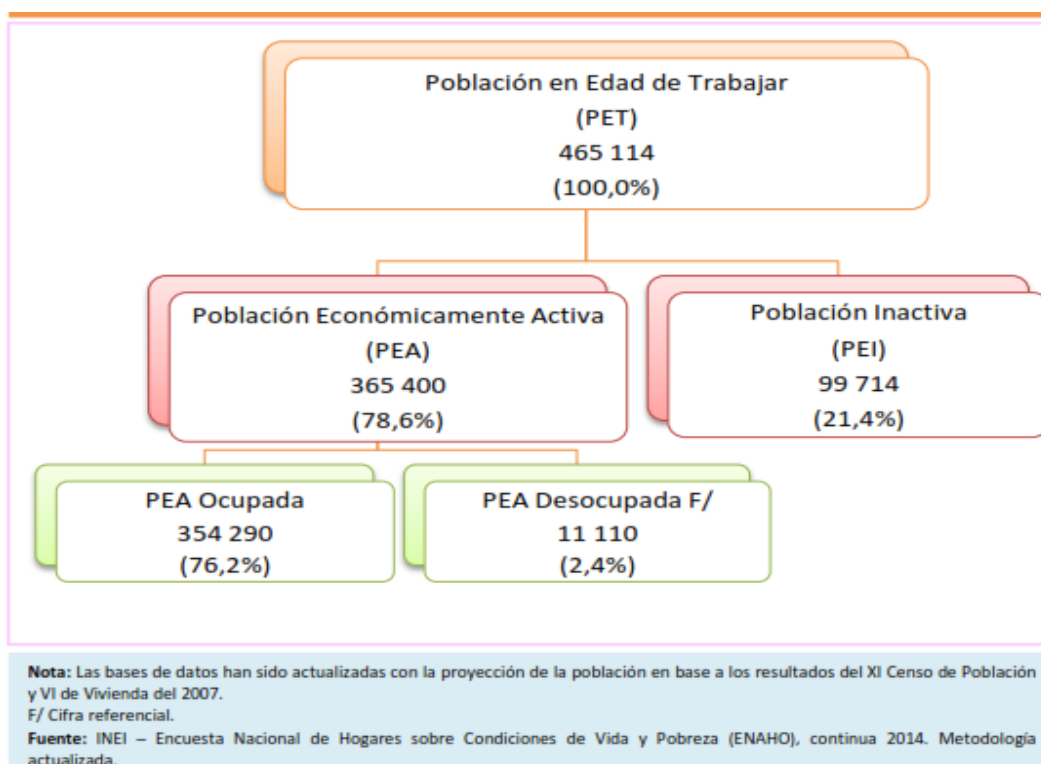 Población en Edad de Trabajar
(PET)
465 114
(100,0%)
Población Económicamente Activa
(PEA)
365 400
(78,6%)
Población Inactiva
(PEI)
99 714
(21,4%)
PEA Ocupada
354 290
(76,2%)
PEA Desocupada F/
11 110
(2,4%)
Nota: Las bases de datos han sido actualizadas con la proyección de la población en base a los resultados del XI Censo de Población
y VI de Vivienda del 2007.
F/ Cifra referencial.
Fuente: INEI – Encuesta Nacional de Hogares sobre Condiciones de Vida y Pobreza (ENAHO), continua 2014. Metodología
actualizada.